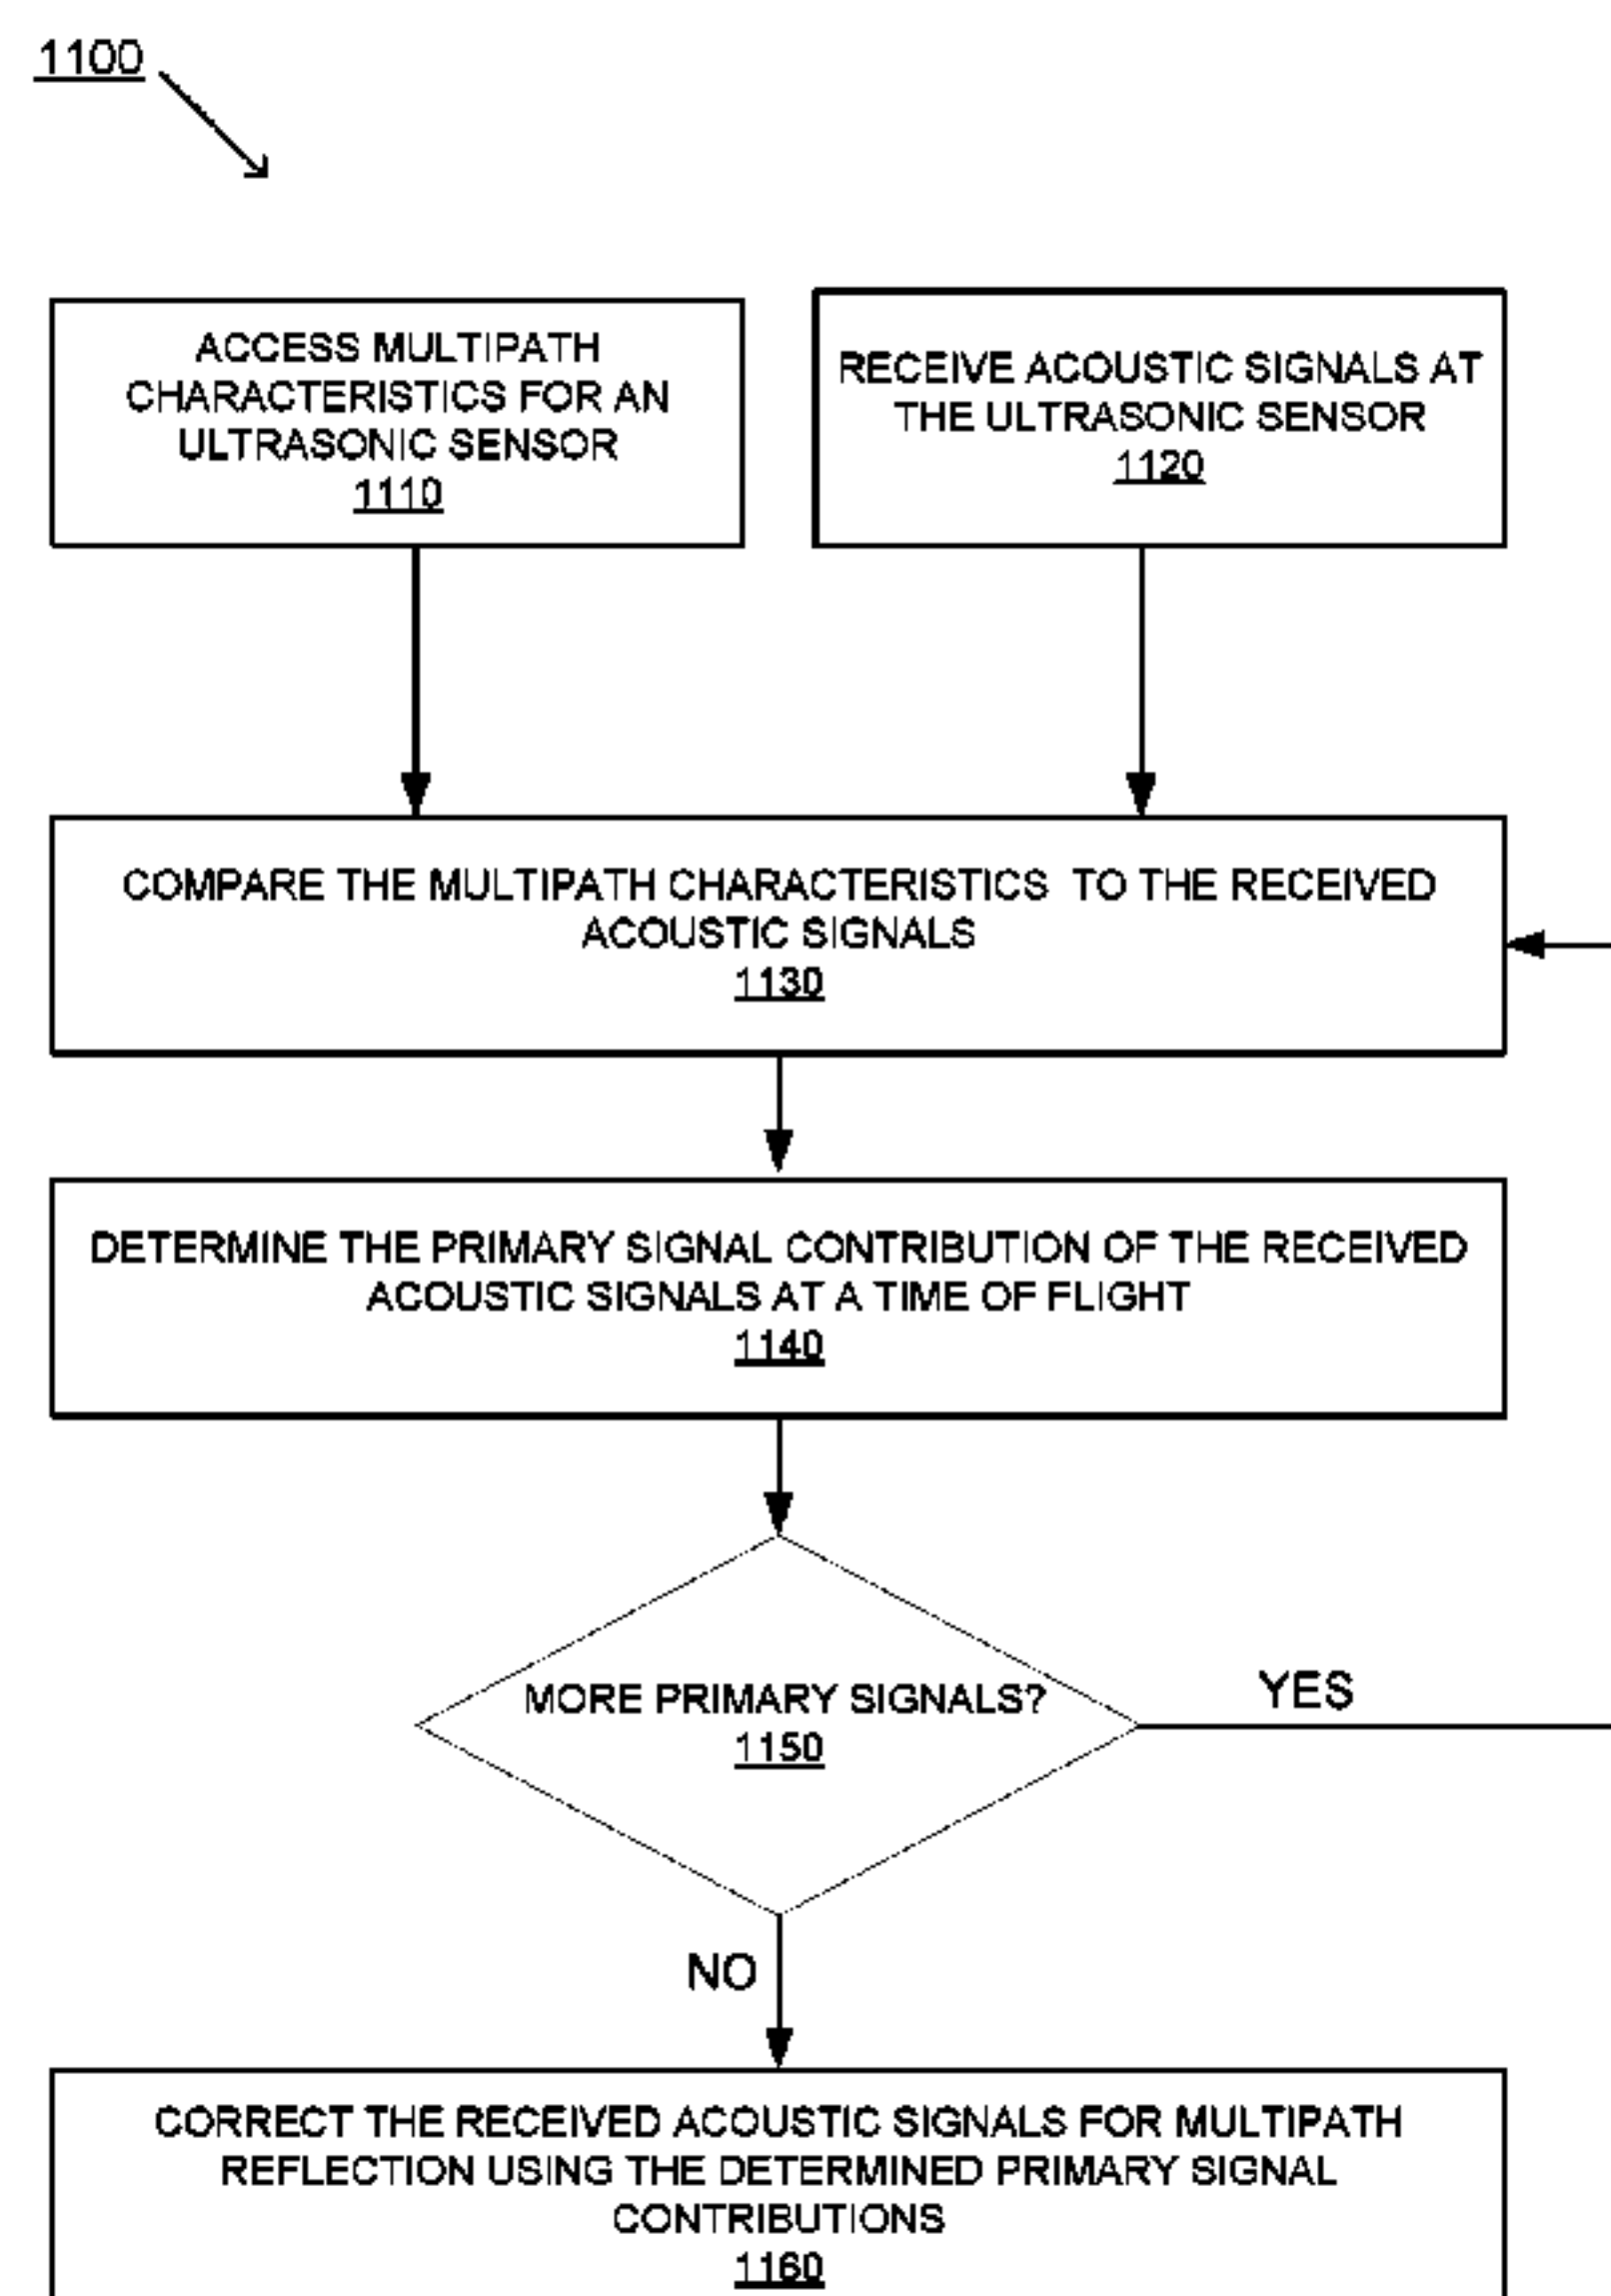 1100
ACCESS MULTIPATH
CHARACTERISTICS FOR AN
ULTRASONIC SENSOR
1110
RECEIVE ACOUSTIC SIGNALS AT
THE ULTRASONIC SENSOR
1120
COMPARE THE MULTIPATH CHARACTERISTICS TO THE RECEIVED
ACOUSTIC SIGNALS
1130
DETERMINE THE PRIMARY SIGNAL CONTRIBUTION OF THE RECEIVED
ACOUSTIC SIGNALS AT A TIME OF FLIGHT
1140
MORE PRIMARY SIGNALS?
1150
YES
NO
CORRECT THE RECEIVED ACOUSTIC SIGNALS FOR MULTIPATH
REFLECTION USING THE DETERMINED PRIMARY SIGNAL
CONTRIBUTIONS
1160